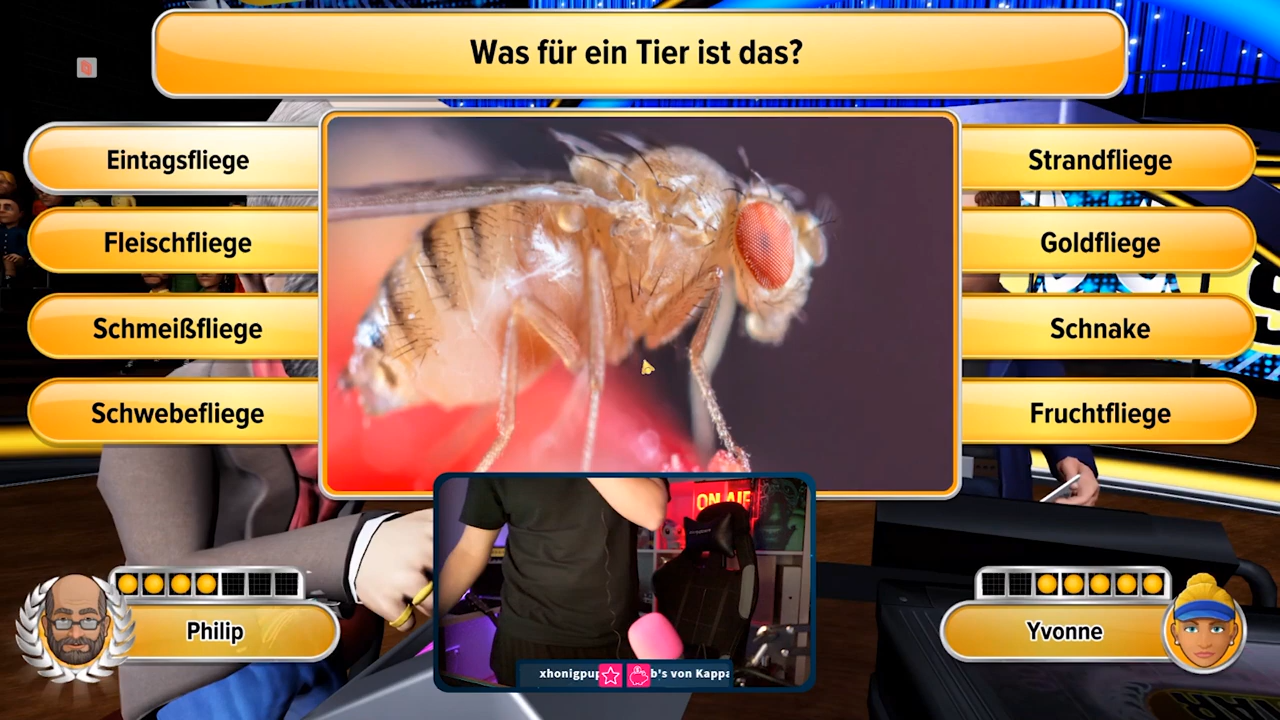 Was für ein Tier ist das?
Eintagsfliege
Fleischfliege
Schmeißfliege
Schwebefliege
Strandfliege
Goldfliege
Schnake
Fruchtfliege
ON AIR
Philip
Yvonne
xhonigpup
b's von Kappa